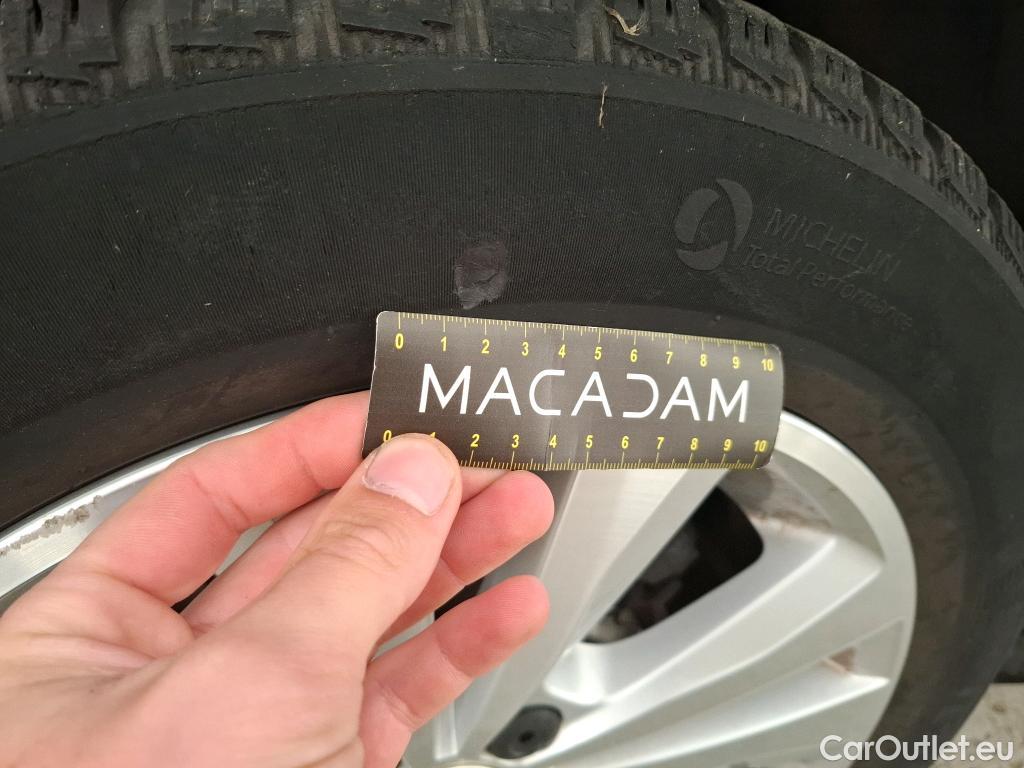 MICHELIN
Total Performance
0 1 2 3 4 5 6 7 8 9 10
MACADAM
0 1 2 3 4 5 6 7 8 9 10
CarOutlet.eu